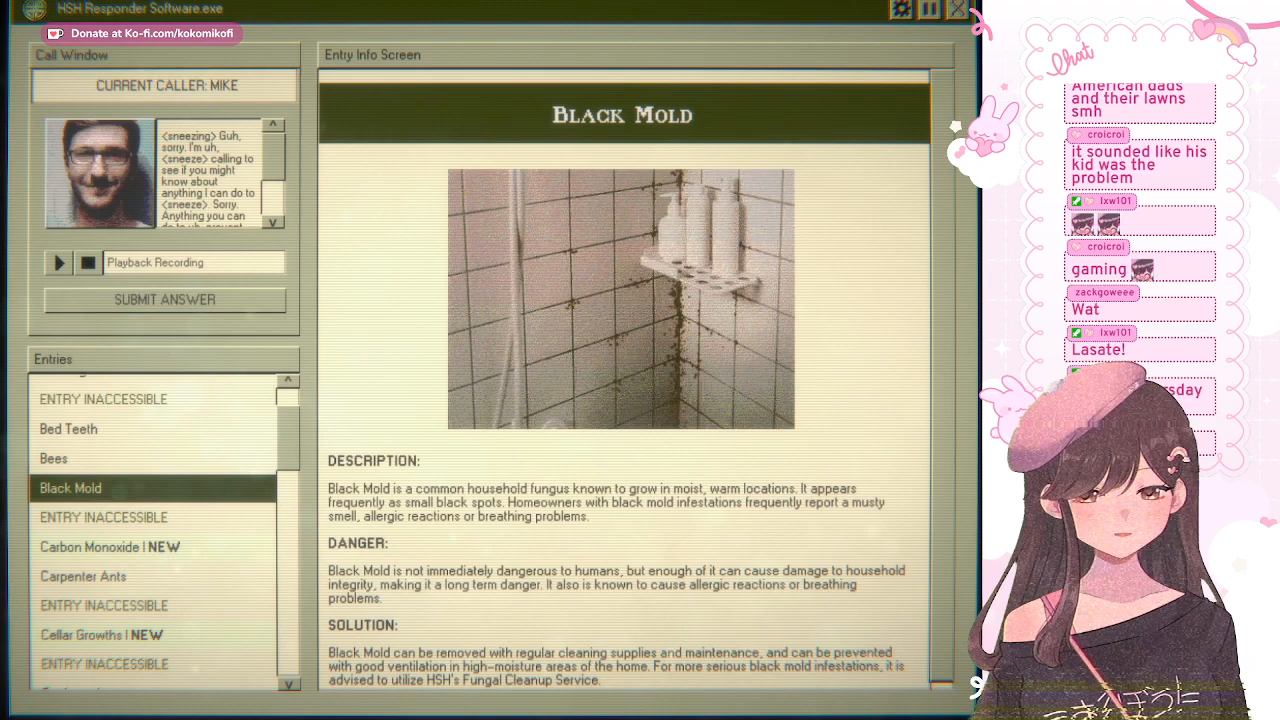 HSH Responder Software.exe
Donate at Ko-fi.com/kokomikofi
Call Window
CURRENT CALLER: MIKE
<sneezing> Guh,
sorry. I'm uh,
<sneeze> calling to
see if you might
know about
anything I can do to
<sneeze> Sorry.
Anything you can
Playback Recording
SUBMIT ANSWER
Entries
ENTRY INACCESSIBLE
Bed Teeth
Bees
Black Mold
ENTRY INACCESSIBLE
Carbon Monoxide | NEW
Carpenter Ants
ENTRY INACCESSIBLE
Cellar Growths | NEW
ENTRY INACCESSIBLE
Entry Info Screen
BLACK MOLD
DESCRIPTION:
Black Mold is a common household fungus known to grow in moist, warm locations. It appears
frequently as small black spots. Homeowners with black mold infestations frequently report a musty
smell, allergic reactions or breathing problems.
DANGER:
Black Mold is not immediately dangerous to humans, but enough of it can cause damage to household
integrity, making it a long term danger. It also is known to cause allergic reactions or breathing
problems.
SOLUTION:
Black Mold can be removed with regular cleaning supplies and maintenance, and can be prevented
with good ventilation in high-moisture areas of the home. For more serious black mold infestations, it is
advised to utilize HSH's Fungal Cleanup Service.
Chat
American dads
and their lawns
smh
croicroi
it sounded like his
kid was the
problem
lxw101
croicroi
gaming
zackgoweee
Wat
lxw101
Lasate!